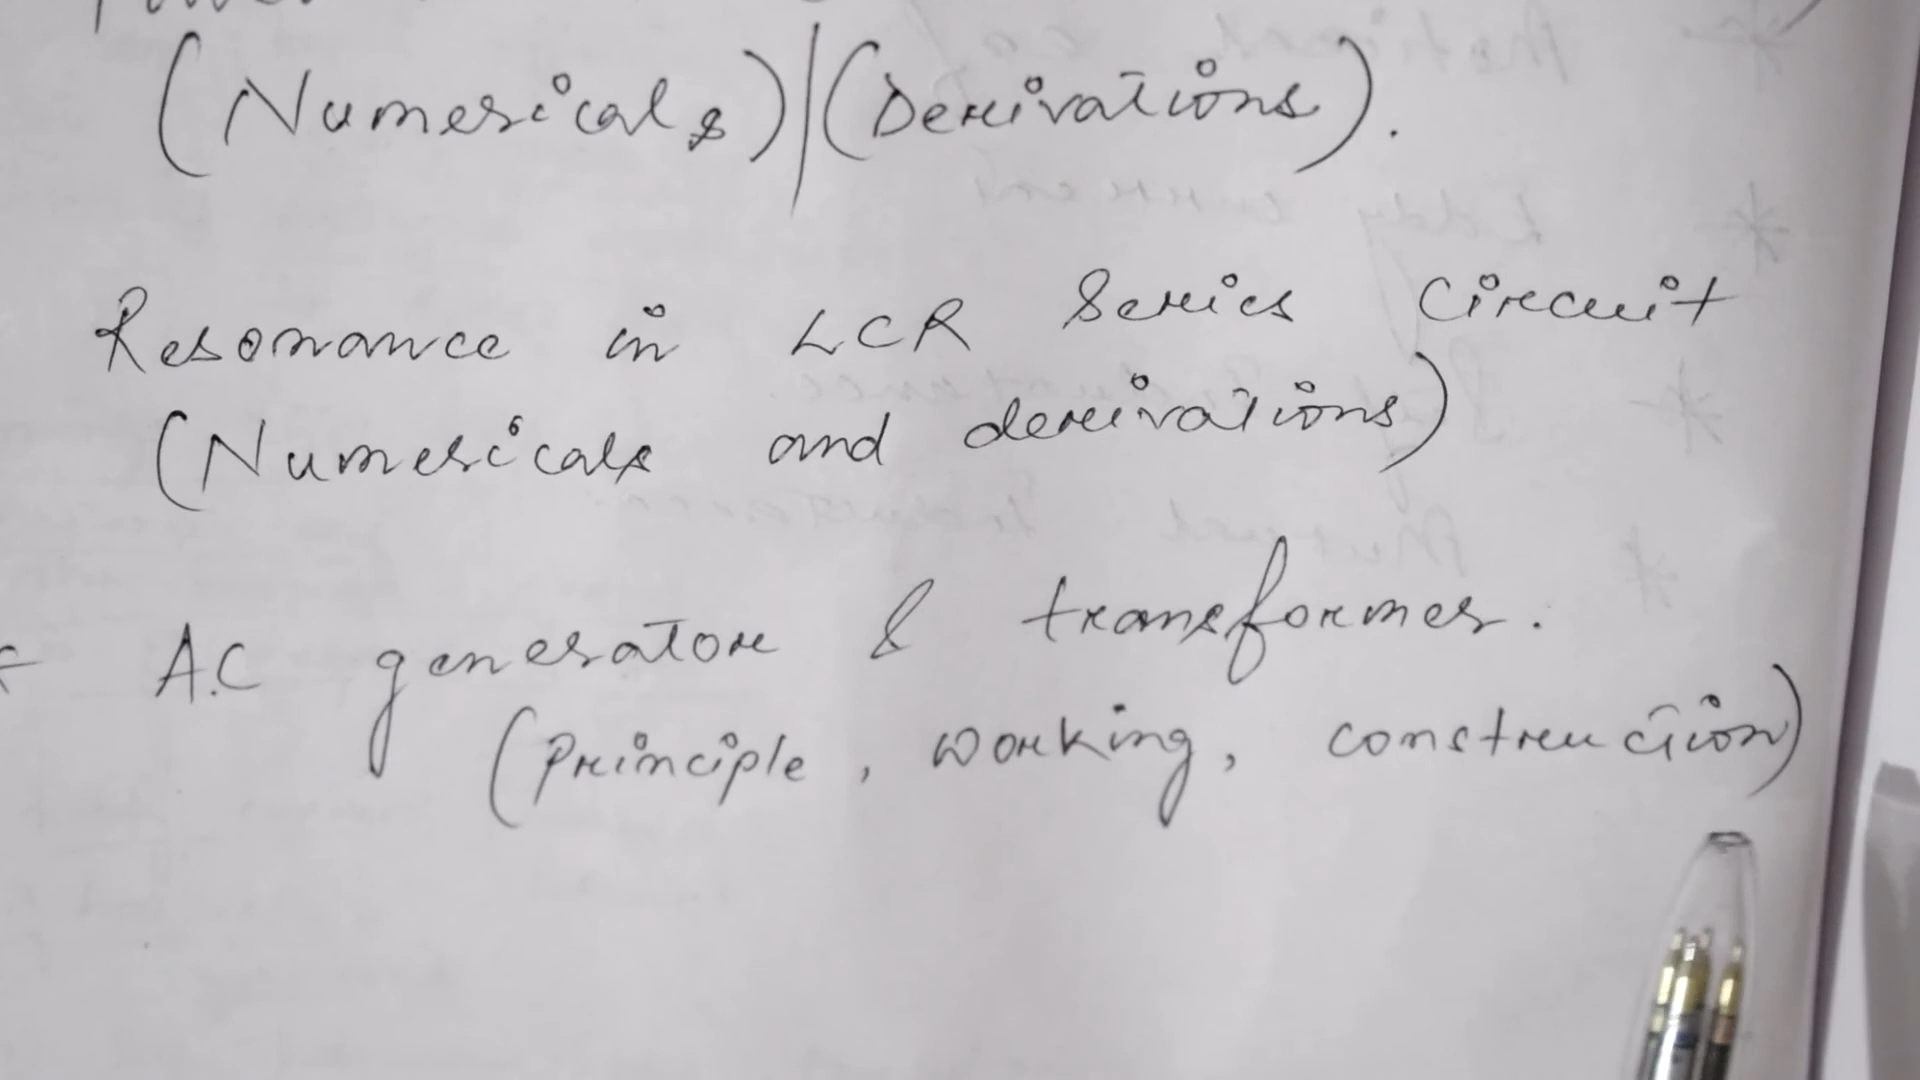 (Numericals)/(Derivations).
Resonance in LCR Series Circuit
(Numericals and derivations)
* A.C generator & transformer.
(Principle, working, construction)